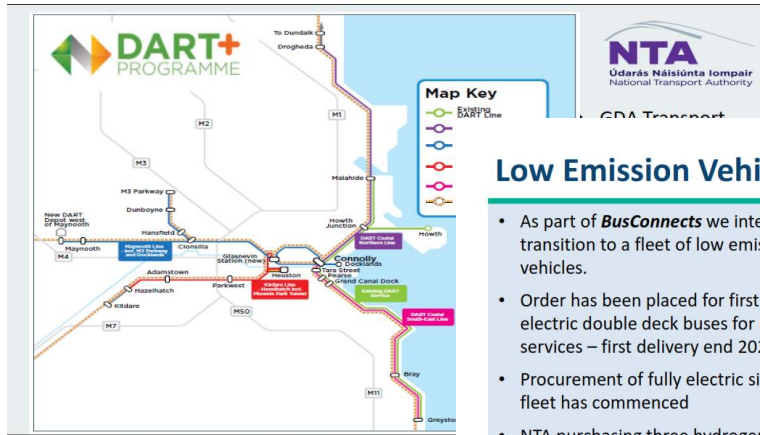 DART+
PROGRAMME
To Dundalk
Drogheda
NTA
Údarás Náisiúnta Iompair
National Transport Authority
GDA Transport
Map Key
Existing
DART Line
M1
M2
M3
Malahide
M3 Parkway
Dunboyne
New DART
Depot west
of Maynooth
Hansfield
Clonsilla
Maynooth
M4
Maynooth Line
incl. M3 Parkway
and Docklands
Howth
Junction
Howth
DART Coastal
Northern Line
Glasnevin
Station (new)
Connolly
Docklands
Tara Street
Pearse
Grand Canal Dock
Heuston
Adamstown
Parkwest
Hazelhatch
Kildare
Kildare Line
- Hazelhatch incl.
Phoenix Park Tunnel
Existing DART
Service
DART Coastal
South-East Line
M50
M7
M11
Bray
Greysto
Low Emission Vehi
• As part of BusConnects we inte
transition to a fleet of low emis
vehicles.
• Order has been placed for first
electric double deck buses for
services – first delivery end 202
• Procurement of fully electric si
fleet has commenced
• NTA purchasing three hydrogen